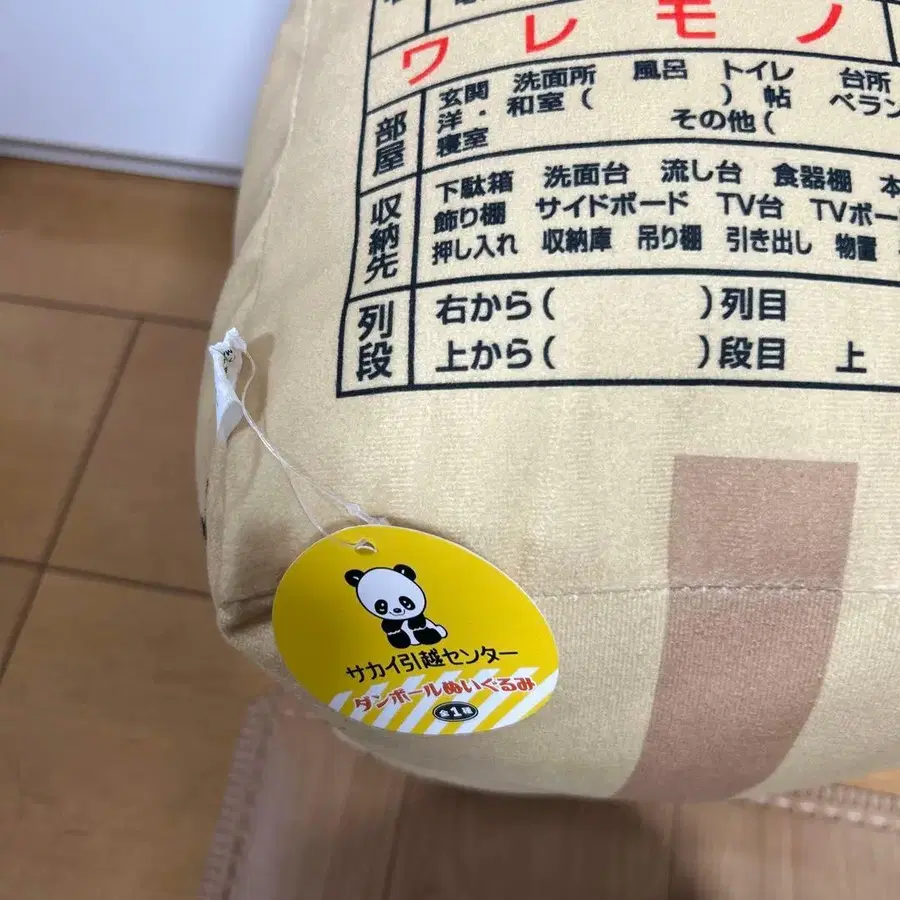 ワレモノ
部屋
玄関 洗面所 風呂 トイレ 台所
洋・和室( )帖 ベラン
寝室 その他(
収納先
下駄箱 洗面台 流し台 食器棚 本
飾り棚 サイドボード TV台 TVボー
押し入れ 収納庫 吊り棚 引き出し 物置
列段
右から( )列目
上から( )段目 上
サカイ引越センター
ダンボールぬいぐるみ
全1種